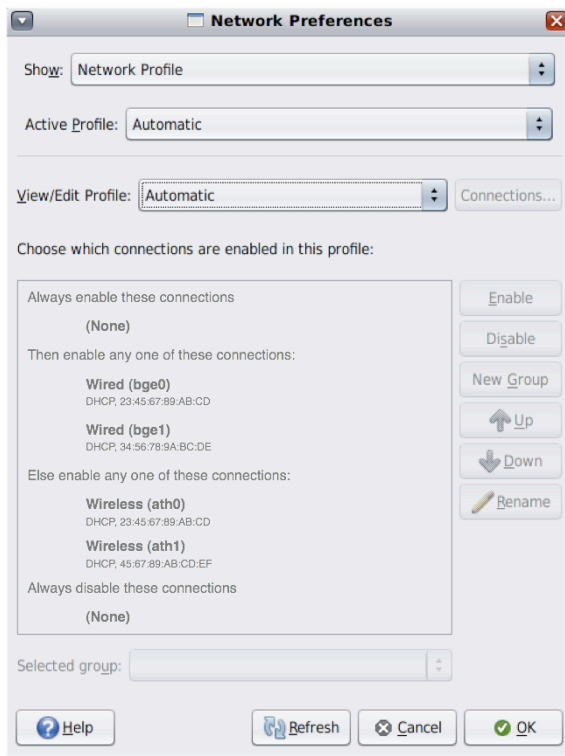 Network Preferences
Show: Network Profile
Active Profile: Automatic
View/Edit Profile: Automatic Connections...
Choose which connections are enabled in this profile:
Always enable these connections
(None)
Then enable any one of these connections:
Wired (bge0)
DHCP, 23:45:67:89:AB:CD
Wired (bge1)
DHCP, 34:56:78:9A:BC:DE
Else enable any one of these connections:
Wireless (ath0)
DHCP, 23:45:67:89:AB:CD
Wireless (ath1)
DHCP, 45:67:89:AB:CD:EF
Always disable these connections
(None)
Enable
Disable
New Group
Up
Down
Rename
Selected group:
Help Refresh Cancel OK